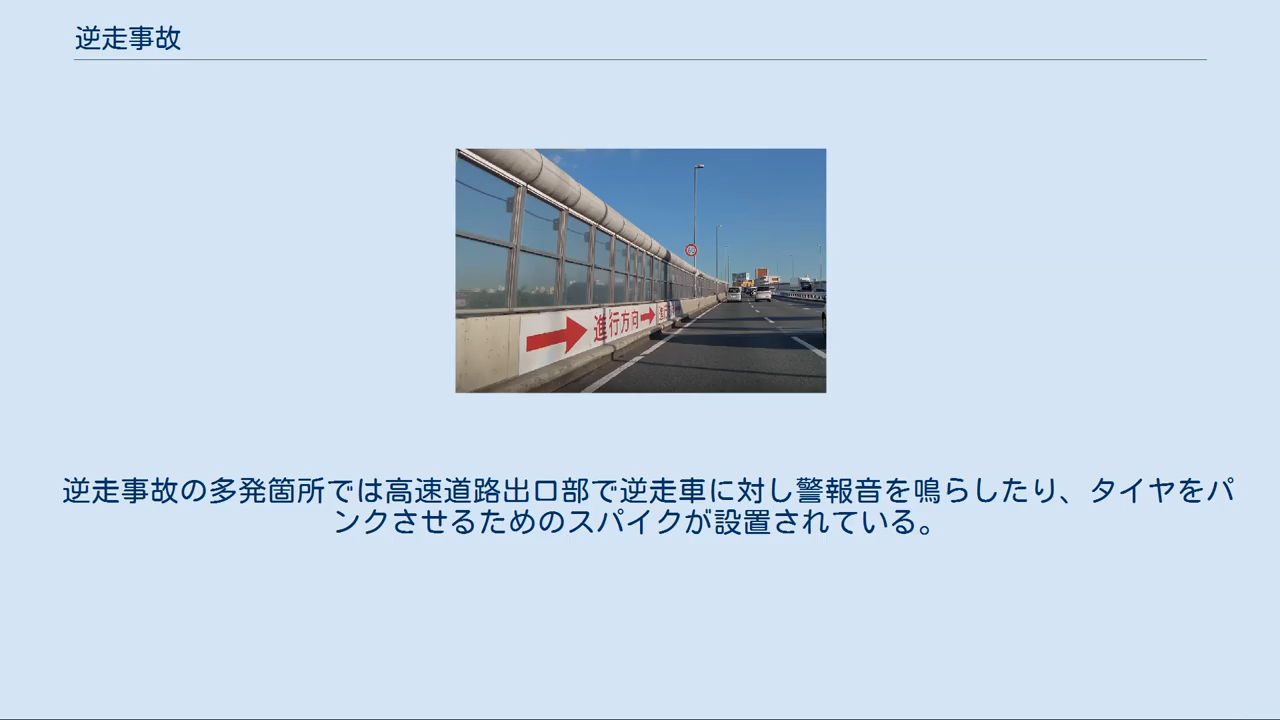 逆走事故
進行方向
逆走事故の多発箇所では高速道路出口部で逆走車に対し警報音を鳴らしたり、タイヤをパ
ンクさせるためのスパイクが設置されている。